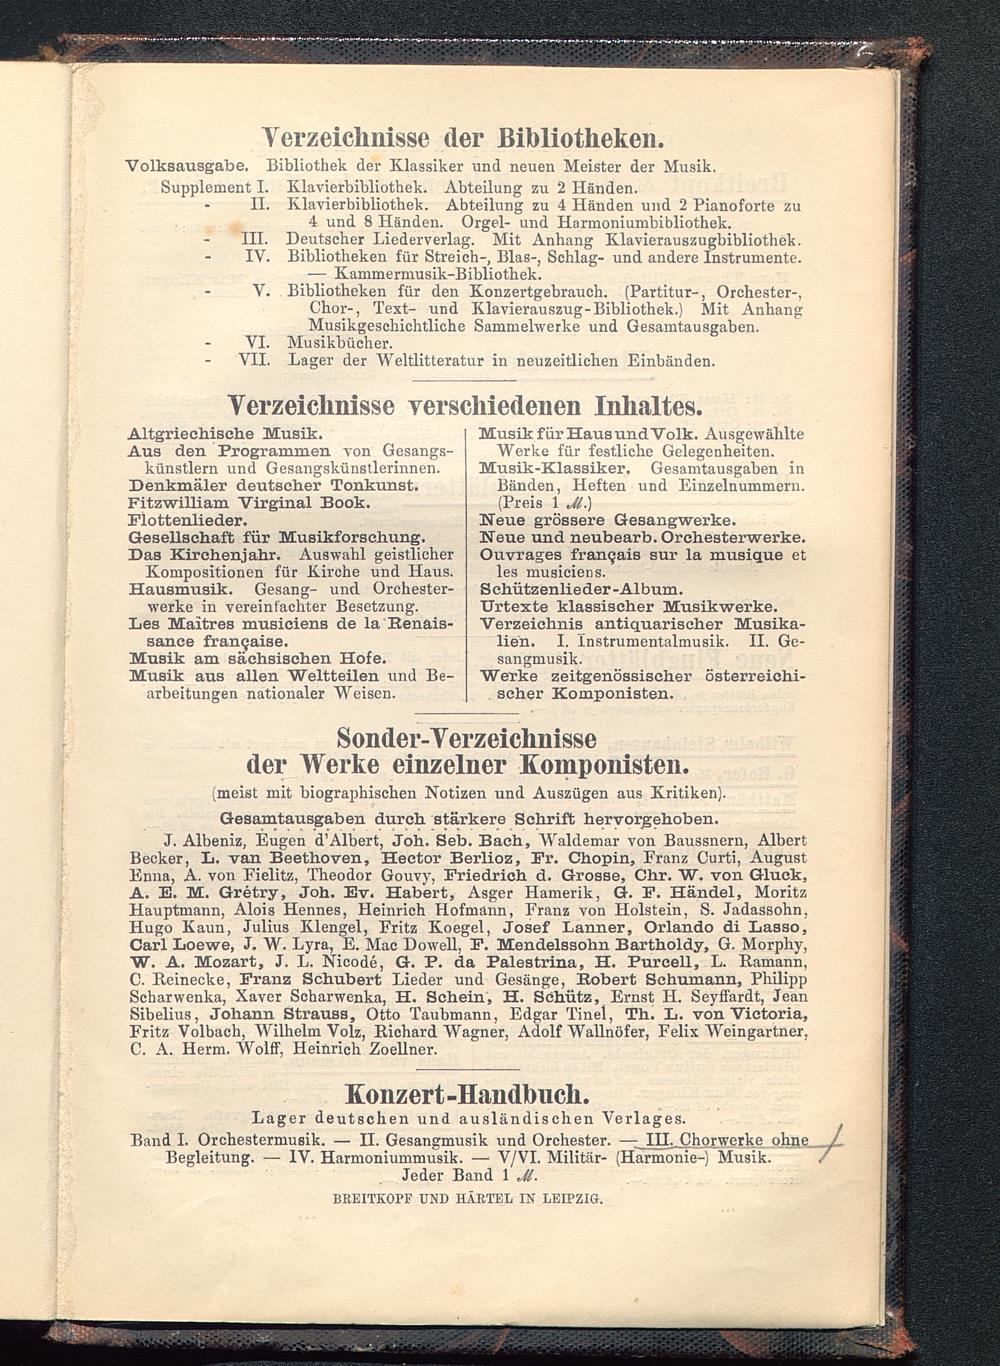 Verzeichnisse der Bibliotheken.
Volksausgabe. Bibliothek der Klassiker und neuen Meister der Musik.
Supplement I. Klavierbibliothek. Abteilung zu 2 Händen.
- II. Klavierbibliothek. Abteilung zu 4 Händen und 2 Pianoforte zu
4 und 8 Händen. Orgel- und Harmoniumbibliothek.
- III. Deutscher Liederverlag. Mit Anhang Klavierauszugbibliothek.
- IV. Bibliotheken für Streich-, Blas-, Schlag- und andere Instrumente.
— Kammermusik-Bibliothek.
- V. Bibliotheken für den Konzertgebrauch. (Partitur-, Orchester-,
Chor-, Text- und Klavierauszug-Bibliothek.) Mit Anhang
Musikgeschichtliche Sammelwerke und Gesamtausgaben.
- VI. Musikbücher.
- VII. Lager der Weltlitteratur in neuzeitlichen Einbänden.
Verzeichnisse verschiedenen Inhaltes.
Altgriechische Musik.
Aus den Programmen von Gesangs-
künstlern und Gesangskünstlerinnen.
Denkmäler deutscher Tonkunst.
Fitzwilliam Virginal Book.
Flottenlieder.
Gesellschaft für Musikforschung.
Das Kirchenjahr. Auswahl geistlicher
Kompositionen für Kirche und Haus.
Hausmusik. Gesang- und Orchester-
werke in vereinfachter Besetzung.
Les Maîtres musiciens de la Renais-
sance française.
Musik am sächsischen Hofe.
Musik aus allen Weltteilen und Be-
arbeitungen nationaler Weisen.
Musik für Haus und Volk. Ausgewählte
Werke für festliche Gelegenheiten.
Musik-Klassiker. Gesamtausgaben in
Bänden, Heften und Einzelnummern.
(Preis 1 ℳ.)
Neue grössere Gesangwerke.
Neue und neubearb. Orchesterwerke.
Ouvrages français sur la musique et
les musiciens.
Schützenlieder-Album.
Urtexte klassischer Musikwerke.
Verzeichnis antiquarischer Musika-
lien. I. Instrumentalmusik. II. Ge-
sangmusik.
Werke zeitgenössischer österreichi-
scher Komponisten.
Sonder-Verzeichnisse
der Werke einzelner Komponisten.
(meist mit biographischen Notizen und Auszügen aus Kritiken).
Gesamtausgaben durch stärkere Schrift hervorgehoben.
J. Albeniz, Eugen d'Albert, Joh. Seb. Bach, Waldemar von Baussnern, Albert
Becker, L. van Beethoven, Hector Berlioz, Fr. Chopin, Franz Curti, August
Enna, A. von Fielitz, Theodor Gouvy, Friedrich d. Grosse, Chr. W. von Gluck,
A. E. M. Grétry, Joh. Ev. Habert, Asger Hamerik, G. F. Händel, Moritz
Hauptmann, Alois Hennes, Heinrich Hofmann, Franz von Holstein, S. Jadassohn,
Hugo Kaun, Julius Klengel, Fritz Koegel, Josef Lanner, Orlando di Lasso,
Carl Loewe, J. W. Lyra, E. Mac Dowell, F. Mendelssohn Bartholdy, G. Morphy,
W. A. Mozart, J. L. Nicodé, G. P. da Palestrina, H. Purcell, L. Ramann,
C. Reinecke, Franz Schubert Lieder und Gesänge, Robert Schumann, Philipp
Scharwenka, Xaver Scharwenka, H. Schein, H. Schütz, Ernst H. Seyffardt, Jean
Sibelius, Johann Strauss, Otto Taubmann, Edgar Tinel, Th. L. von Victoria,
Fritz Volbach, Wilhelm Volz, Richard Wagner, Adolf Wallnöfer, Felix Weingartner,
C. A. Herm. Wolff, Heinrich Zoellner.
Konzert-Handbuch.
Lager deutschen und ausländischen Verlages.
Band I. Orchestermusik. — II. Gesangmusik und Orchester. — III. Chorwerke ohne
Begleitung. — IV. Harmoniummusik. — V/VI. Militär- (Harmonie-) Musik.
Jeder Band 1 ℳ.
BREITKOPF UND HÄRTEL IN LEIPZIG.